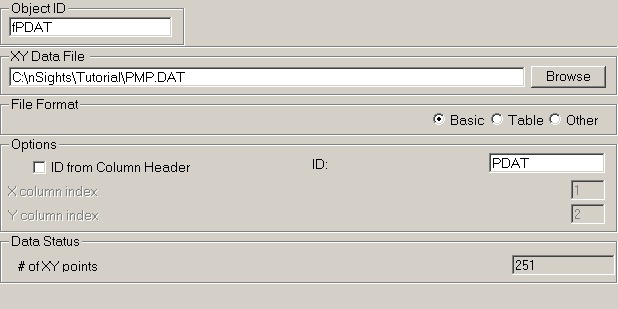 Object ID
fPDAT
XY Data File
C:\nSights\Tutorial\PMP.DAT
Browse
File Format
Basic Table Other
Options
ID from Column Header ID: PDAT
X column index 1
Y column index 2
Data Status
# of XY points 251